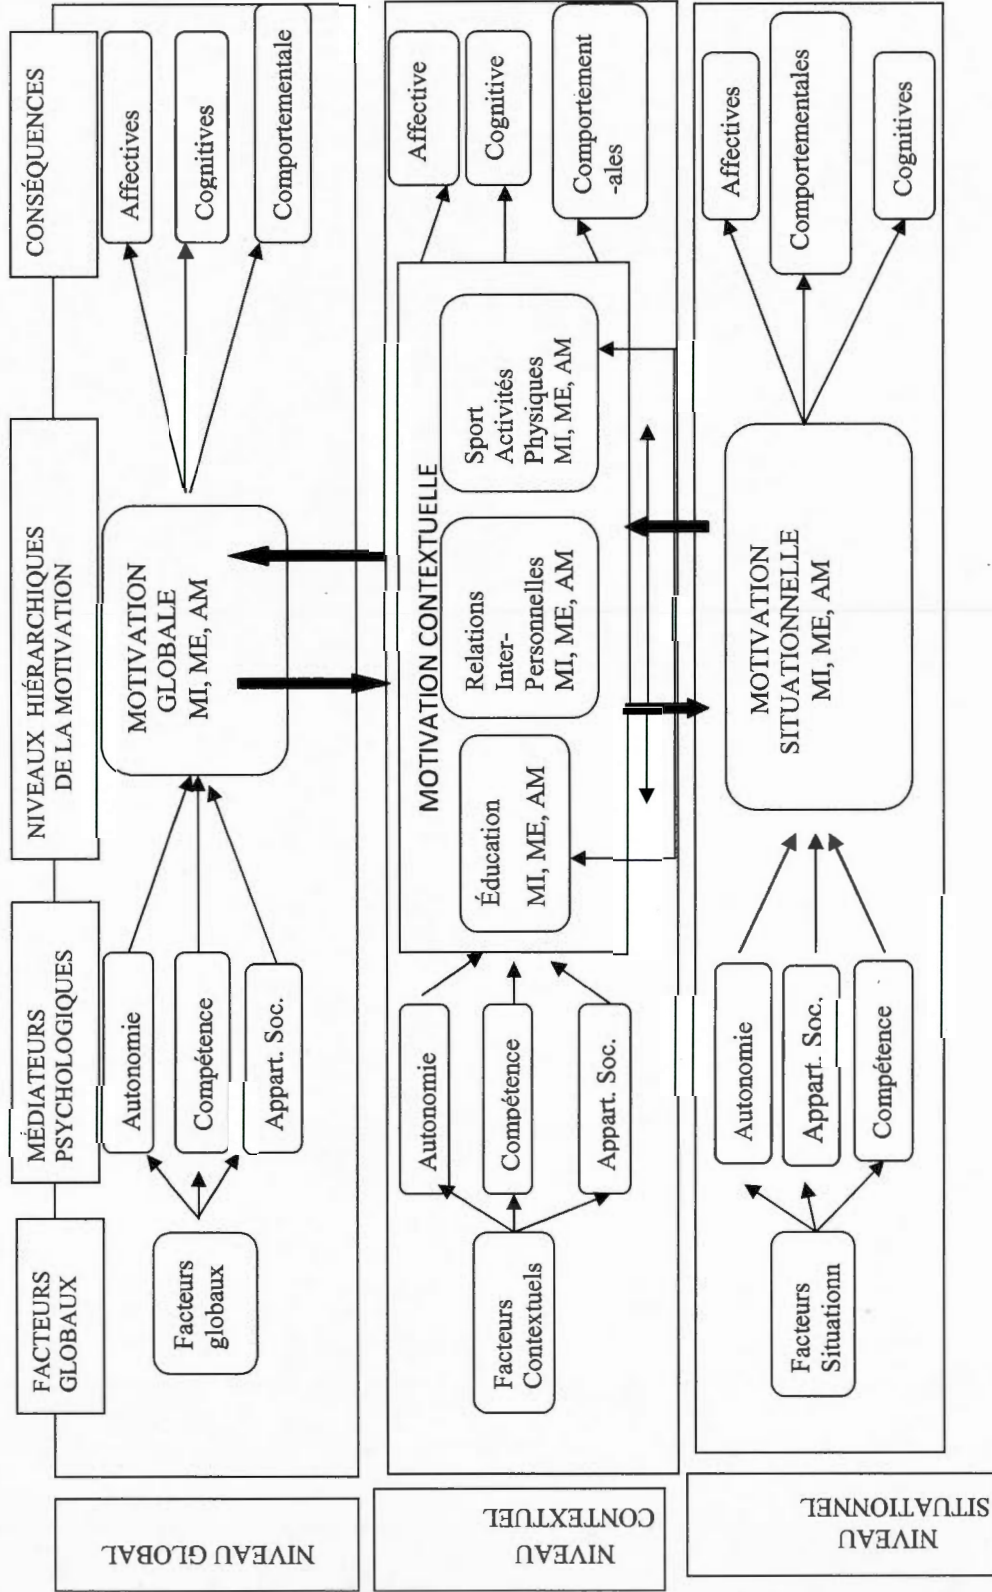 FACTEURS
GLOBAUX
MÉDIATEURS
PSYCHOLOGIQUES
NIVEAUX HIÉRARCHIQUES
DE LA MOTIVATION
CONSÉQUENCES
NIVEAU GLOBAL
Facteurs
globaux
Autonomie
Compétence
Appart. Soc.
MOTIVATION
GLOBALE
MI, ME, AM
Affectives
Cognitives
Comportementale
NIVEAU
CONTEXTUEL
Facteurs
Contextuels
Autonomie
Compétence
Appart. Soc.
MOTIVATION CONTEXTUELLE
Éducation
MI, ME, AM
Relations
Inter-
Personnelles
MI, ME, AM
Sport
Activités
Physiques
MI, ME, AM
Affective
Cognitive
Comportement
-ales
NIVEAU
SITUATIONNEL
Facteurs
Situationn
Autonomie
Appart. Soc.
Compétence
MOTIVATION
SITUATIONNELLE
MI, ME, AM
Affectives
Comportementales
Cognitives